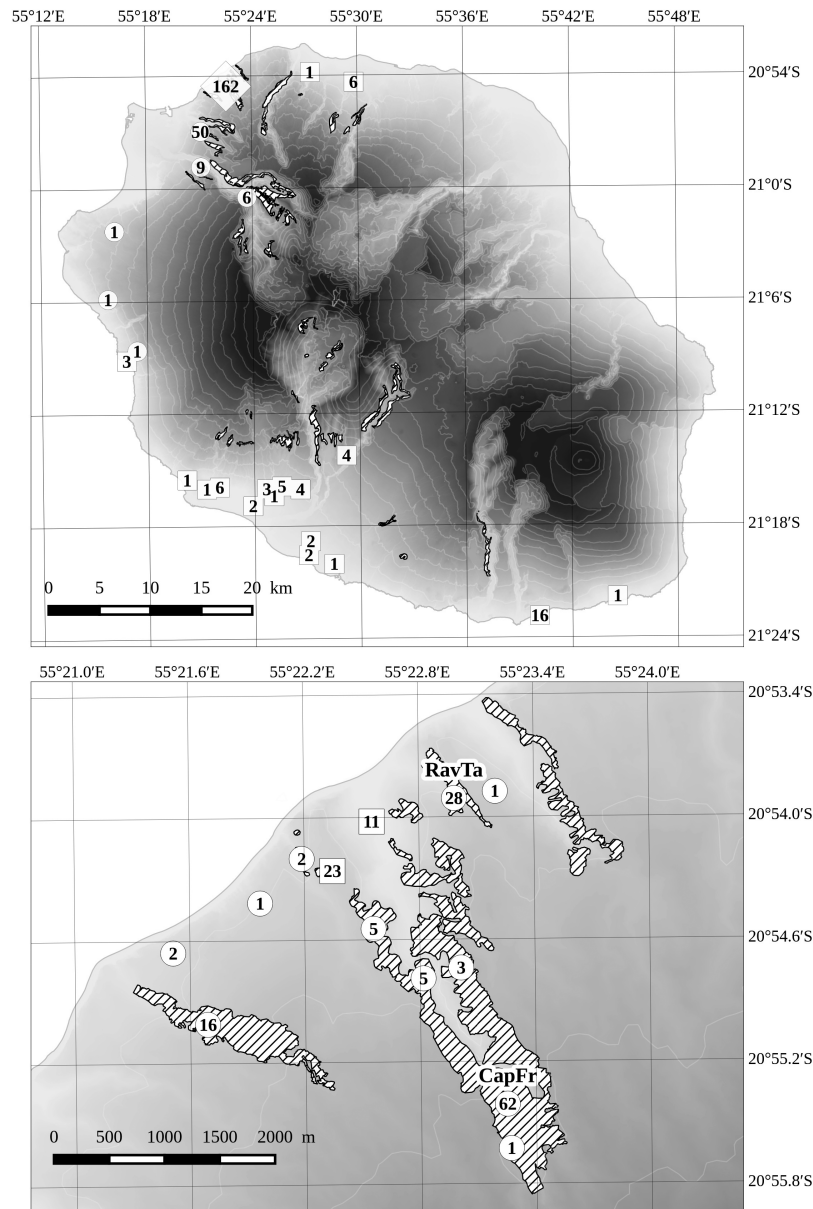 55°12'E 55°18'E 55°24'E 55°30'E 55°36'E 55°42'E 55°48'E
20°54'S
1
6
162
50
9
21°0'S
6
1
1
21°6'S
1
3
21°12'S
4
1
1 6
3 5 4
1
2
21°18'S
2
2
1
1
16
21°24'S
0 5 10 15 20 km
55°21.0'E 55°21.6'E 55°22.2'E 55°22.8'E 55°23.4'E 55°24.0'E
20°53.4'S
RavTa
28
1
20°54.0'S
11
2
23
1
5
20°54.6'S
2
3
5
16
20°55.2'S
CapFr
62
1
0 500 1000 1500 2000 m
20°55.8'S